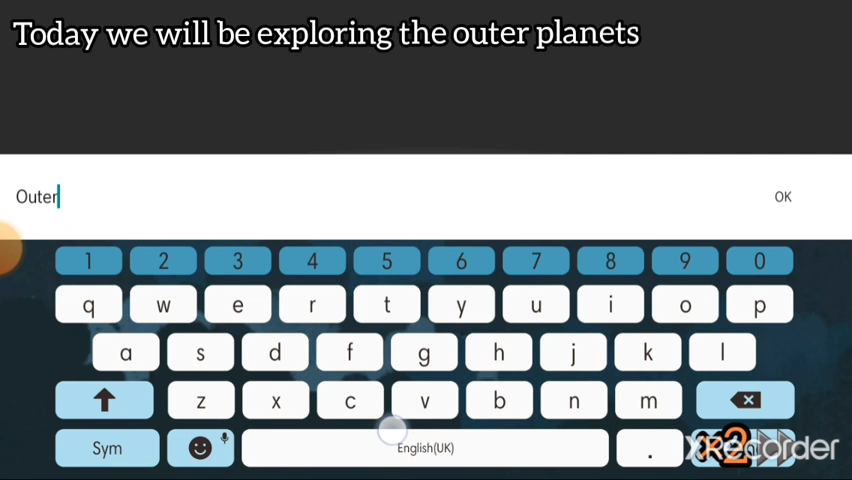 Today we will be exploring the outer planets
Outer
OK
1 2 3 4 5 6 7 8 9 0
q w e r t y u i o p
a s d f g h j k l
z x c v b n m
Sym English(UK) .
x2
XRecorder